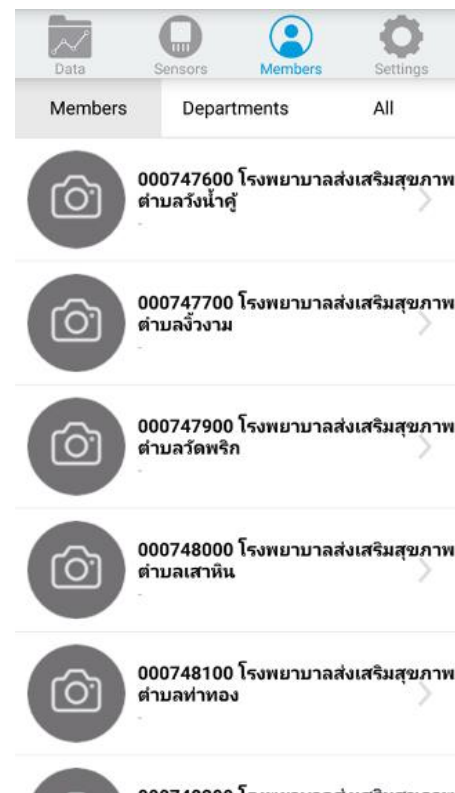 Data Sensors Members Settings
Members Departments All
000747600 โรงพยาบาลส่งเสริมสุขภาพ
ตำบลวังน้ำคู้
-
000747700 โรงพยาบาลส่งเสริมสุขภาพ
ตำบลงิ้วงาม
-
000747900 โรงพยาบาลส่งเสริมสุขภาพ
ตำบลวัดพริก
-
000748000 โรงพยาบาลส่งเสริมสุขภาพ
ตำบลเสาหิน
-
000748100 โรงพยาบาลส่งเสริมสุขภาพ
ตำบลท่าทอง
-